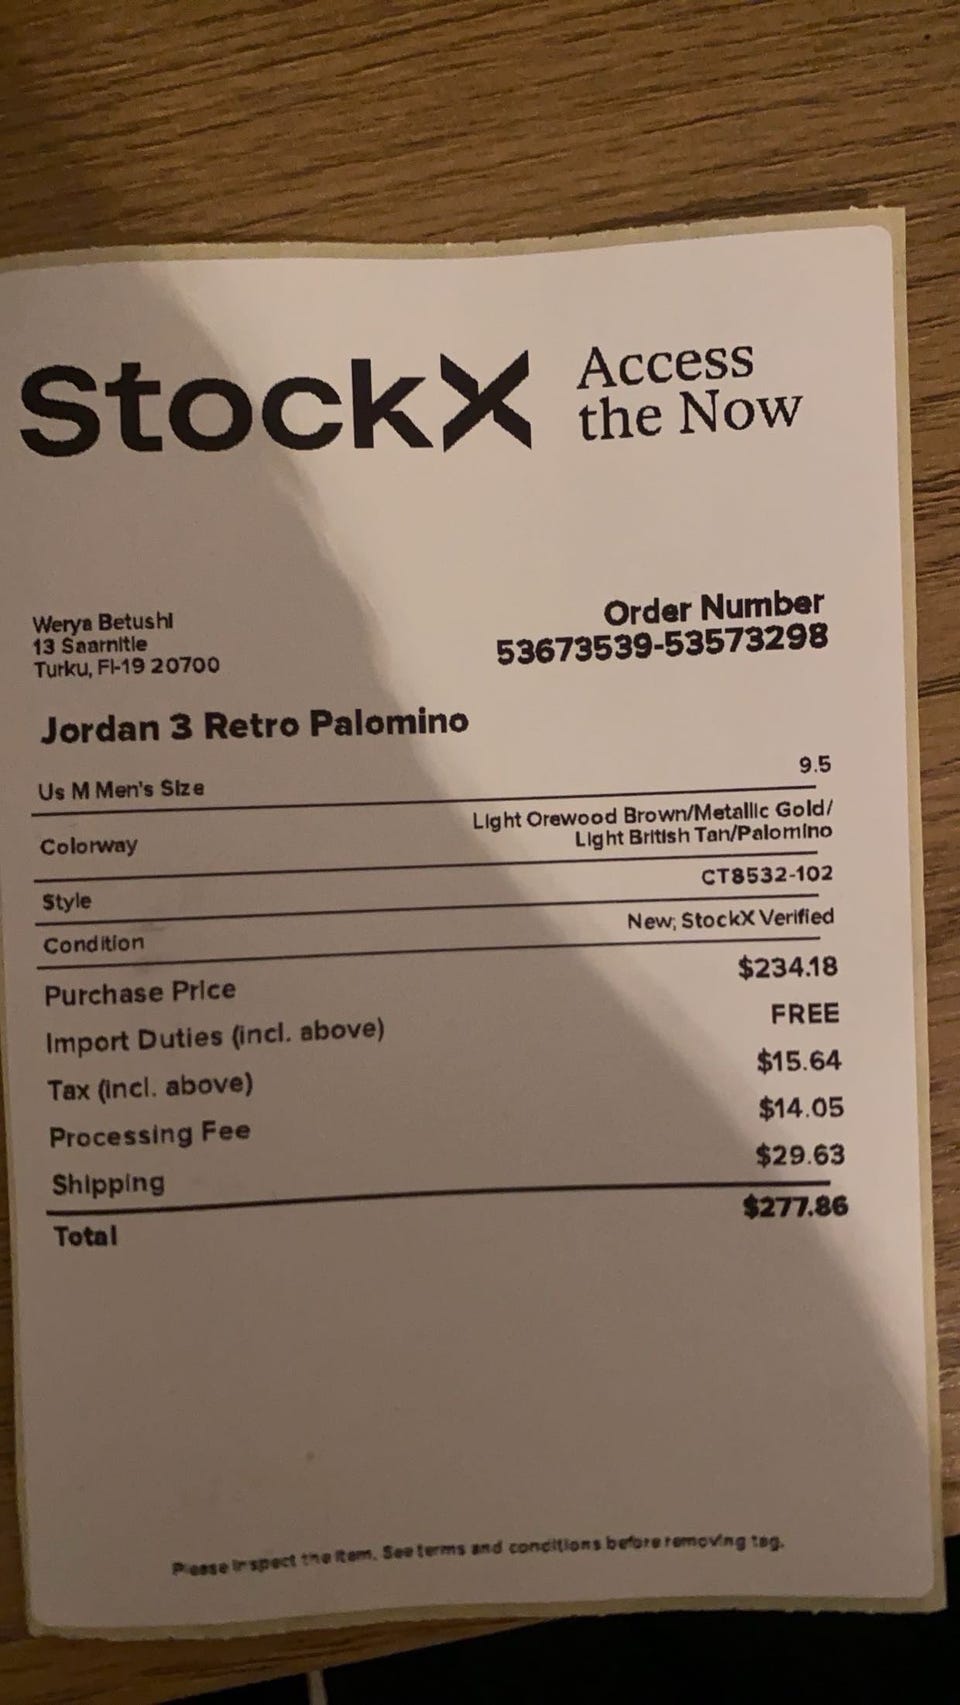 StockX Access
the Now
Werya Betushi
13 Saarnitie
Turku, FI-19 20700
Order Number
53673539-53573298
Jordan 3 Retro Palomino
Us M Men's Size 9.5
Colorway Light Orewood Brown/Metallic Gold/
Light British Tan/Palomino
Style CT8532-102
Condition New; StockX Verified
Purchase Price $234.18
Import Duties (incl. above) FREE
Tax (incl. above) $15.64
Processing Fee $14.05
Shipping $29.63
Total $277.86
Please inspect the item. See terms and conditions before removing tag.